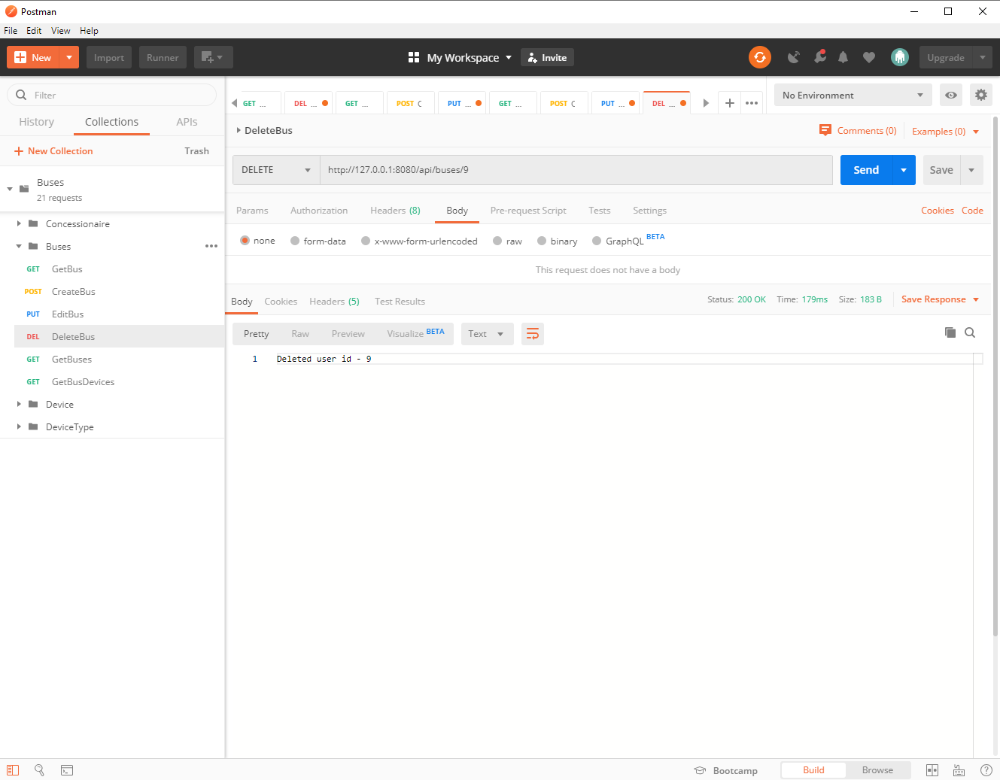 Postman
File Edit View Help
New Import Runner My Workspace Invite Upgrade
Filter
History Collections APIs
New Collection Trash
Buses
21 requests
Concessionaire
Buses
GET GetBus
POST CreateBus
PUT EditBus
DEL DeleteBus
GET GetBuses
GET GetBusDevices
Device
DeviceType
GET ... DEL ... GET ... POST C PUT ... GET ... POST C PUT ... DEL ...
No Environment
DeleteBus Comments (0) Examples (0)
DELETE http://127.0.0.1:8080/api/buses/9 Send Save
Params Authorization Headers (8) Body Pre-request Script Tests Settings Cookies Code
none form-data x-www-form-urlencoded raw binary GraphQL BETA
This request does not have a body
Body Cookies Headers (5) Test Results Status: 200 OK Time: 179ms Size: 183 B Save Response
Pretty Raw Preview Visualize BETA Text
1 Deleted user id - 9
Bootcamp Build Browse